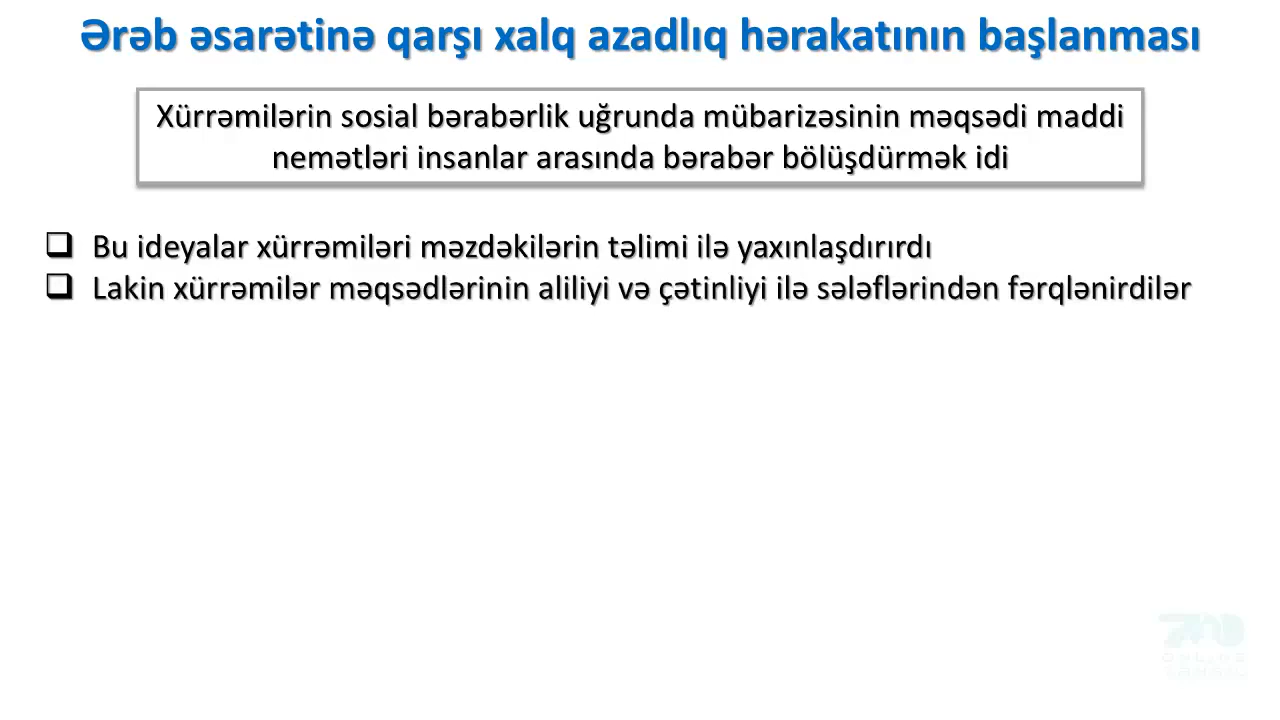 Ərəb əsarətinə qarşı xalq azadlıq hərakatının başlanması
Xürrəmilərin sosial bərabərlik uğrunda mübarizəsinin məqsədi maddi
nemətləri insanlar arasında bərabər bölüşdürmək idi
Bu ideyalar xürrəmiləri məzdəkilərin təlimi ilə yaxınlaşdırırdı
Lakin xürrəmilər məqsədlərinin aliliyi və çətinliyi ilə sələflərindən fərqlənirdilər